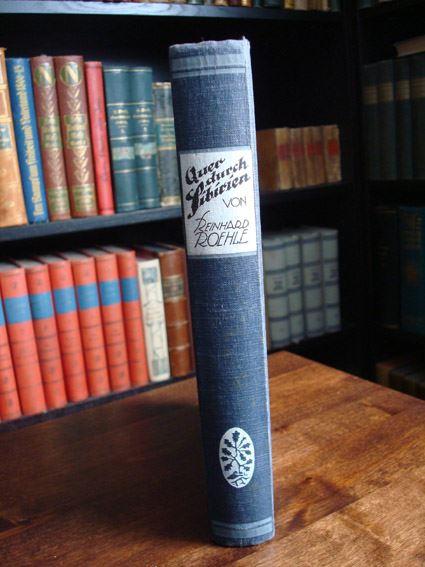 Quer
durch
Sibirien
VON
REINHARD
ROEHLE
N
N